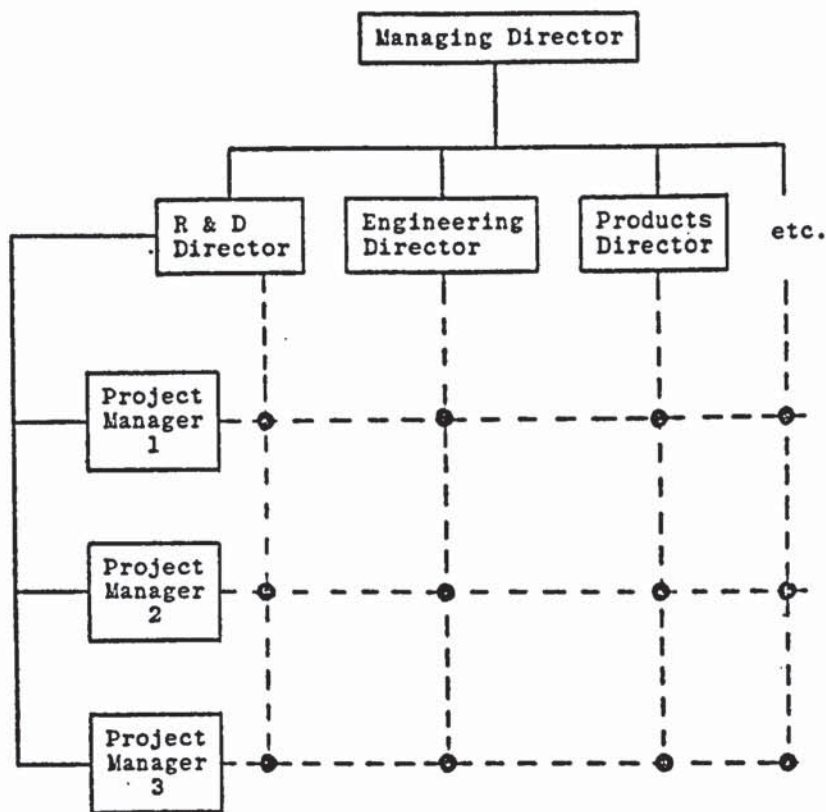 Managing Director
R & D
Director
Engineering
Director
Products
Director
etc.
Project
Manager
1
Project
Manager
2
Project
Manager
3